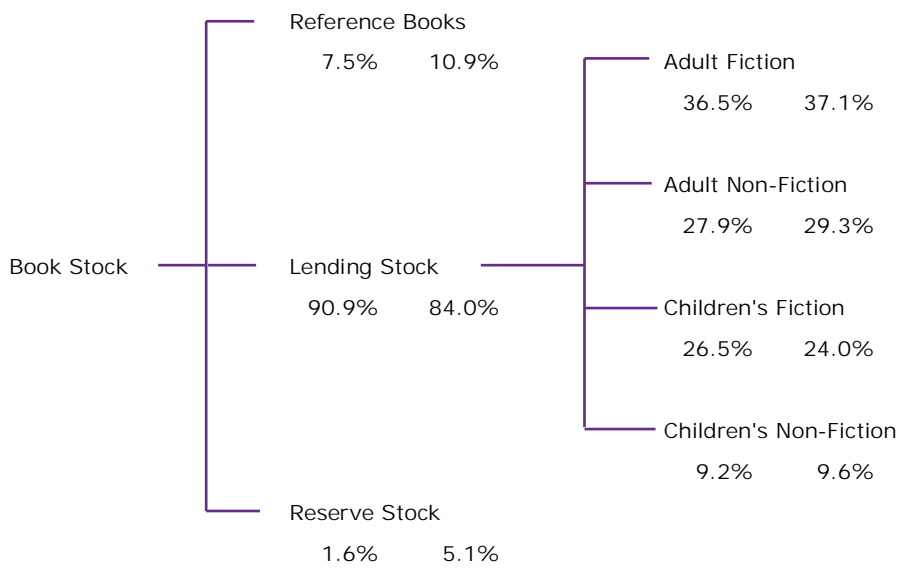 Reference Books
7.5% 10.9%
Adult Fiction
36.5% 37.1%
Adult Non-Fiction
27.9% 29.3%
Book Stock
Lending Stock
90.9% 84.0%
Children's Fiction
26.5% 24.0%
Children's Non-Fiction
9.2% 9.6%
Reserve Stock
1.6% 5.1%